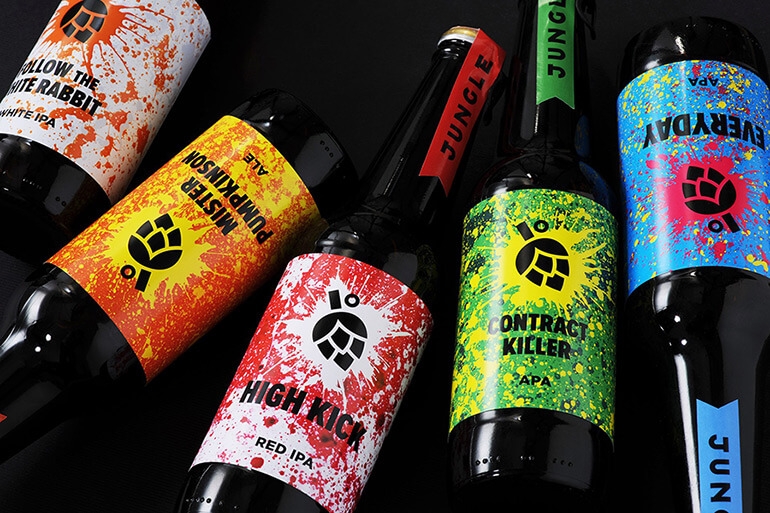 FOLLOW THE
WHITE RABBIT
WHITE IPA
MISTER
PUMPKINSON
ALE
JUNGLE
HIGH KICK
RED IPA
JUNGLE
CONTRACT
KILLER
APA
EVERYDAY
APA
JUNG